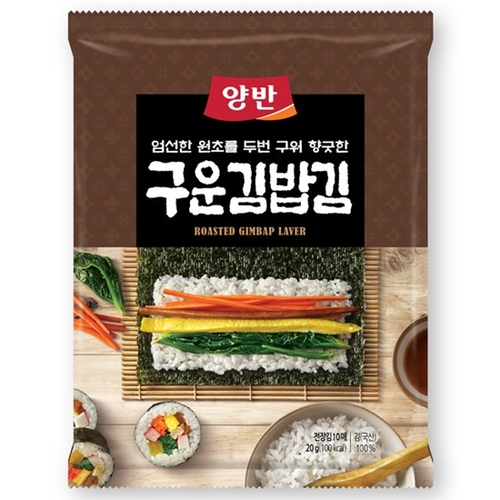 양반
엄선한 원초를 두번 구워 향긋한
구운김밥김
ROASTED GIMBAP LAVER
전장김10매 김(국산)
20g(100kcal) 100%